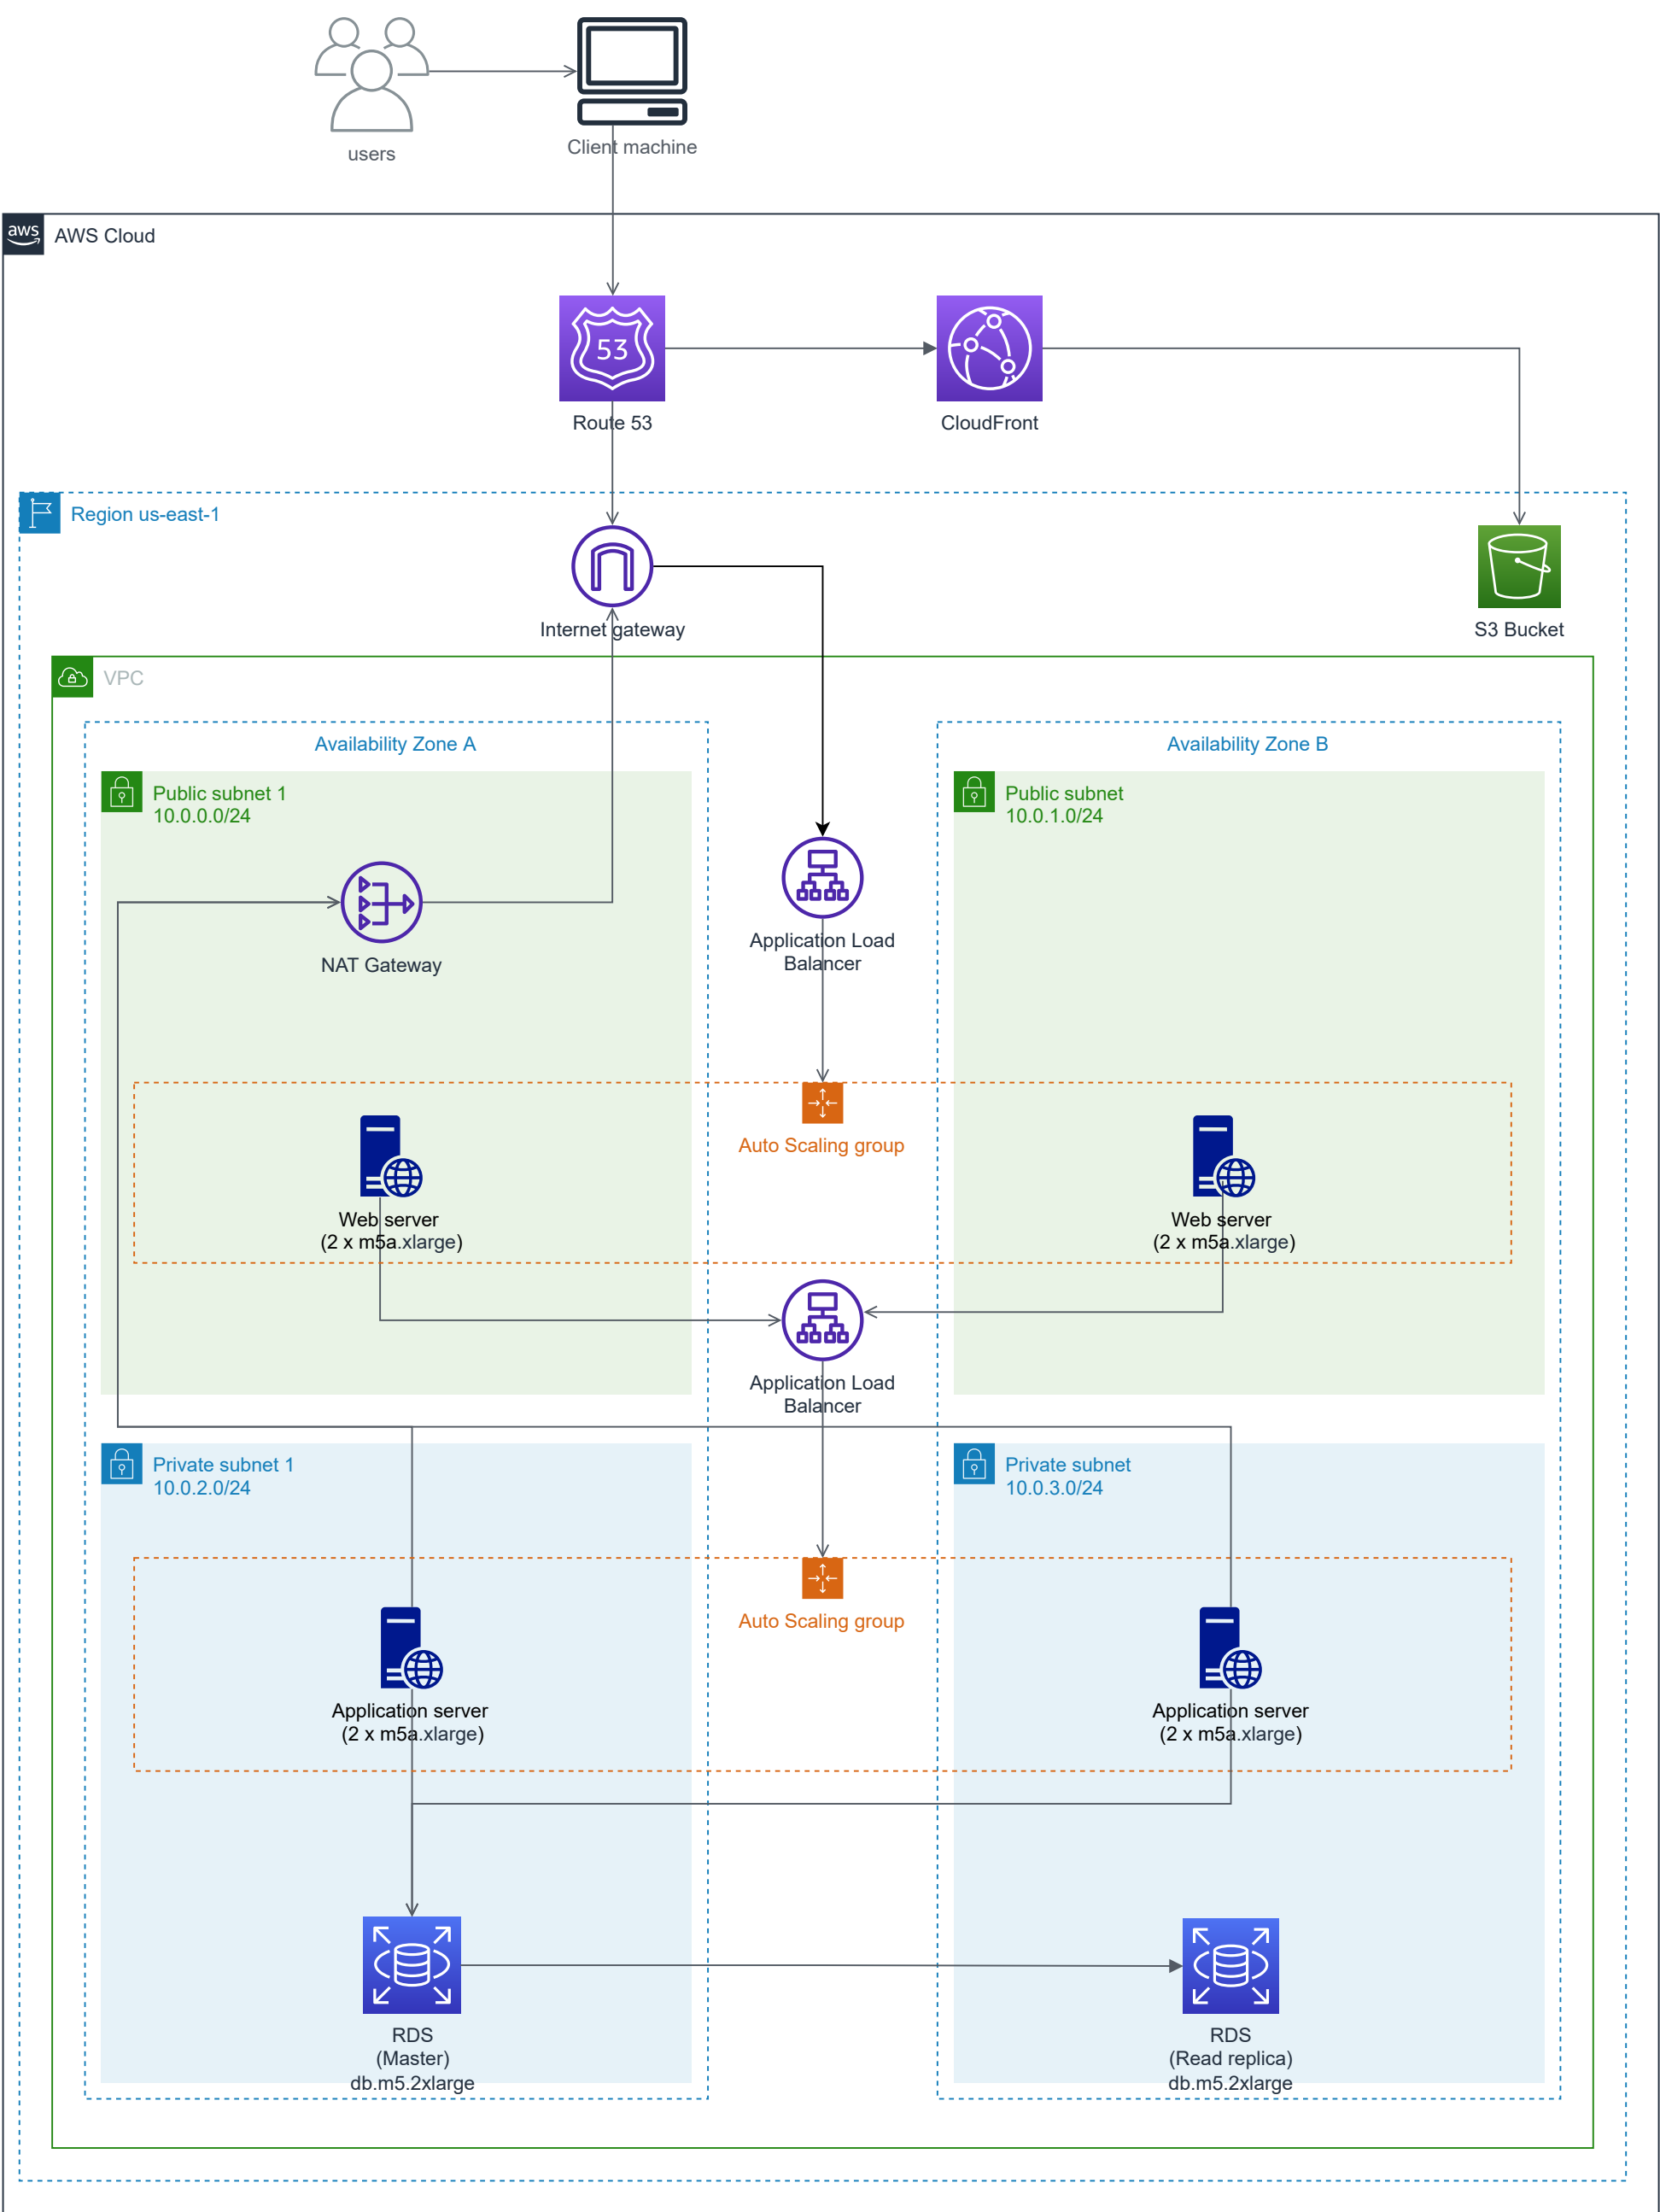 users
Client machine
aws
AWS Cloud
53
Route 53
CloudFront
Region us-east-1
Internet gateway
S3 Bucket
VPC
Availability Zone A
Availability Zone B
Public subnet 1
10.0.0.0/24
Public subnet
10.0.1.0/24
NAT Gateway
Application Load
Balancer
Auto Scaling group
Web server
(2 x m5a.xlarge)
Web server
(2 x m5a.xlarge)
Application Load
Balancer
Private subnet 1
10.0.2.0/24
Private subnet
10.0.3.0/24
Auto Scaling group
Application server
(2 x m5a.xlarge)
Application server
(2 x m5a.xlarge)
RDS
(Master)
db.m5.2xlarge
RDS
(Read replica)
db.m5.2xlarge